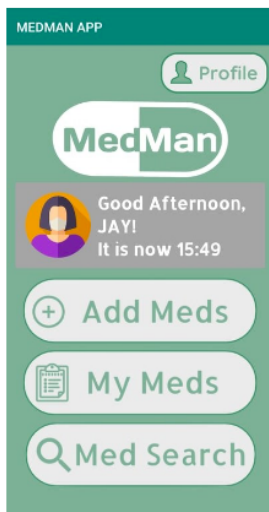 MEDMAN APP
Profile
MedMan
Good Afternoon,
JAY!
It is now 15:49
Add Meds
My Meds
Med Search